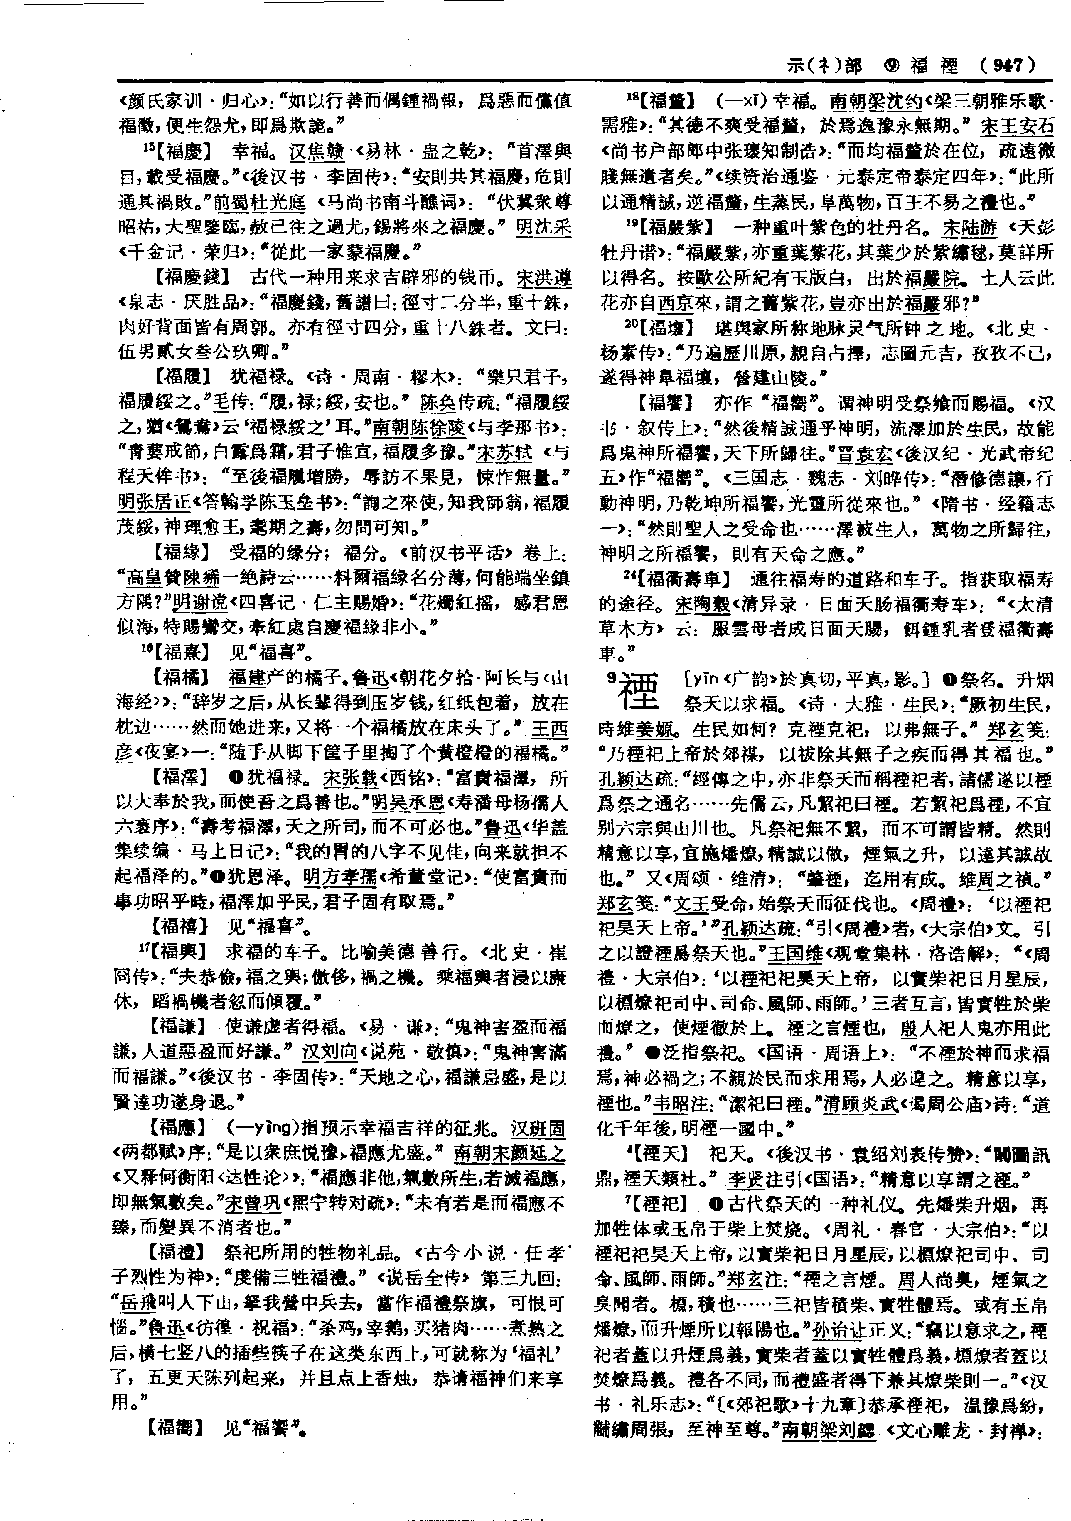 示(礻)部 ⑨ 福 禋 (947)
《颜氏家训·归心》：“如以行善而偶鍾禍報，爲惡而儻值
福徵，便生怨尤，即爲欺詭。”
15【福慶】 幸福。汉焦赣《易林·蛊之乾》：“首澤與
目，載受福慶。”《後汉书·李固传》：“安則共其福慶，危則
通其禍敗。”前蜀杜光庭《马尚书南斗醮词》：“伏冀衆尊
昭祐，大聖鑒臨，赦已往之過尤，錫將來之福慶。”明沈采
《千金记·荣归》：“從此一家蒙福慶。”
【福慶錢】 古代一种用来求吉辟邪的钱币。宋洪遵
《泉志·厌胜品》：“福慶錢，舊譜曰：徑寸二分半，重十銖，
肉好背面皆有周郭。亦有徑寸四分，重十八銖者。文曰：
伍男貳女叁公玖卿。”
【福履】 犹福禄。《诗·周南·樛木》：“樂只君子，
福履綏之。”毛传：“履，禄；綏，安也。”陈奂传疏：“福履綏
之，猶《鴛鴦》云‘福禄綏之’耳。”南朝陈徐陵《与李那书》：
“青要戒節，白露爲霜，君子惟宜，福履多豫。”宋苏轼《与
程天侔书》：“至後福履增勝，辱訪不果見，悚怍無量。”
明张居正《答翰学陈玉垒书》：“詢之來使，知我師翁，福履
茂綏，神理愈王，耄期之壽，勿問可知。”
【福緣】 受福的缘分；福分。《前汉书平话》卷上：
“高皇贊陳豨一绝詩云……料爾福缘名分薄，何能端坐鎮
方隅？”明谢谠《四喜记·仁主赐婚》：“花燭紅摇，感君恩
似海，特賜鸞交，牽紅處自慶福緣非小。”
16【福熹】 见“福喜”。
【福橘】 福建产的橘子。鲁迅《朝花夕拾·阿长与〈山
海经〉》：“辞岁之后，从长辈得到压岁钱，红纸包着，放在
枕边……然而她进来，又将一个福橘放在床头了。”王西
彦《夜宴》一：“随手从脚下筐子里掏了个黄橙橙的福橘。”
【福澤】 ❶犹福禄。宋张载《西铭》：“富貴福澤，所
以大奉於我，而使吾之爲善也。”明吴承恩《寿潘母杨儒人
六袠序》：“壽考福澤，天之所司，而不可必也。”鲁迅《华盖
集续编·马上日记》：“我的胃的八字不见佳，向来就担不
起福泽的。”❷犹恩泽。明方孝孺《希董堂记》：“使富貴而
事功昭乎時，福澤加乎民，君子固有取焉。”
【福禧】 见“福喜”。
17【福輿】 求福的车子。比喻美德善行。《北史·崔
冏传》：“夫恭儉，福之輿；傲侈，禍之機。乘福輿者浸以康
休，蹈禍機者忽而傾覆。”
【福謙】 使谦虚者得福。《易·谦》：“鬼神害盈而福
謙，人道惡盈而好謙。”汉刘向《说苑·敬慎》：“鬼神害滿
而福謙。”《後汉书·李固传》：“天地之心，福謙忌盛，是以
賢達功遂身退。”
【福應】 (—yìng)指预示幸福吉祥的征兆。汉班固
《两都赋》序：“是以衆庶悦豫，福應尤盛。”南朝宋颜延之
《又释何衡阳〈达性论〉》：“福應非他，氣數所生，若滅福應，
即無氣數矣。”宋曾巩《熙宁转对疏》：“未有若是而福應不
臻，而變異不消者也。”
【福禮】 祭祀所用的牲物礼品。《古今小说·任孝
子烈性为神》：“虔備三牲福禮。”《说岳全传》第三九回：
“岳飛叫人下山，拏我營中兵去，當作福禮祭旗，可恨可
惱。”鲁迅《彷徨·祝福》：“杀鸡，宰鹅，买猪肉……煮熟之
后，横七竖八的插些筷子在这类东西上，可就称为‘福礼’
了，五更天陈列起来，并且点上香烛，恭请福神们来享
用。”
【福嚮】 见“福饗”。
18【福釐】 (—xī)幸福。南朝梁沈约《梁三朝雅乐歌·
需雅》：“其德不爽受福釐，於焉逸豫永無期。”宋王安石
《尚书户部郎中张瓌知制诰》：“而均福釐於在位，疏遠微
賤無遺者矣。”《续资治通鉴·元泰定帝泰定四年》：“此所
以通精誠，逆福釐，生蒸民，阜萬物，百王不易之禮也。”
19【福嚴紫】 一种重叶紫色的牡丹名。宋陆游《天彭
牡丹谱》：“福嚴紫，亦重葉紫花，其葉少於紫繡毬，莫詳所
以得名。按歐公所紀有玉版白，出於福嚴院。士人云此
花亦自西京來，謂之舊紫花，豈亦出於福嚴邪？”
20【福壤】 堪舆家所称地脉灵气所钟之地。《北史·
杨素传》：“乃遍歷川原，親自占擇，志圖元吉，孜孜不已，
遂得神皋福壤，營建山陵。”
【福饗】 亦作“福嚮”。谓神明受祭飨而赐福。《汉
书·叙传上》：“然後精誠通乎神明，流澤加於生民，故能
爲鬼神所福饗，天下所歸往。”晋袁宏《後汉纪·光武帝纪
五》作“福嚮”。《三国志·魏志·刘晔传》：“潛修德讓，行
動神明，乃乾坤所福饗，光靈所從來也。”《隋书·经籍志
一》：“然則聖人之受命也……澤被生人，萬物之所歸往，
神明之所福饗，則有天命之應。”
24【福衢壽車】 通往福寿的道路和车子。指获取福寿
的途径。宋陶穀《清异录·日面天肠福衢寿车》：“《太清
草木方》云：服雲母者成日面天腸，餌鍾乳者登福衢壽
車。”
9禋 [yīn《广韵》於真切，平真，影。] ❶祭名。升烟
祭天以求福。《诗·大雅·生民》：“厥初生民，
時維姜嫄。生民如何？克禋克祀，以弗無子。”郑玄笺：
“乃禋祀上帝於郊禖，以祓除其無子之疾而得其福也。”
孔颖达疏：“經傳之中，亦非祭天而稱禋祀者，諸儒遂以禋
爲祭之通名……先儒云，凡絜祀曰禋。若絜祀爲禋，不宜
别六宗與山川也。凡祭祀無不絜，而不可謂皆精。然則
精意以享，宜施燔燎，精誠以假，煙氣之升，以達其誠故
也。”又《周颂·维清》：“肇禋，迄用有成。維周之禎。”
郑玄笺：“文王受命，始祭天而征伐也。《周禮》：‘以禋祀
祀昊天上帝。’”孔颖达疏：“引《周禮》者，《大宗伯》文。引
之以證禋爲祭天也。”王国维《观堂集林·洛诰解》：“《周
禮·大宗伯》：‘以禋祀祀昊天上帝，以實柴祀日月星辰，
以槱燎祀司中、司命、風師、雨師。’三者互言，皆實牲於柴
而燎之，使煙徹於上。禋之言煙也，殷人祀人鬼亦用此
禮。”❷泛指祭祀。《国语·周语上》：“不禋於神而求福
焉，神必禍之；不親於民而求用焉，人必違之。精意以享，
禋也。”韦昭注：“潔祀曰禋。”清顾炎武《谒周公庙》诗：“道
化千年後，明禋一國中。”
4【禋天】 祀天。《後汉书·袁绍刘表传赞》：“闚圖訊
鼎，禋天類社。”李贤注引《国语》：“精意以享謂之禋。”
7【禋祀】 ❶古代祭天的一种礼仪。先燔柴升烟，再
加牲体或玉帛于柴上焚烧。《周礼·春官·大宗伯》：“以
禋祀祀昊天上帝，以實柴祀日月星辰，以槱燎祀司中、司
命、風師、雨師。”郑玄注：“禋之言煙。周人尚臭，煙氣之
臭聞者。槱，積也……三祀皆積柴、實牲體焉。或有玉帛
燔燎，而升煙所以報陽也。”孙诒让正义：“竊以意求之，禋
祀者蓋以升煙爲義，實柴者蓋以實牲體爲義，槱燎者蓋以
焚燎爲義。禮各不同，而禮盛者得下兼其燎柴則一。”《汉
书·礼乐志》：“[《郊祀歌》十九章]恭承禋祀，温豫爲紛，
黼繡周張，至神至尊。”南朝梁刘勰《文心雕龙·封禅》：